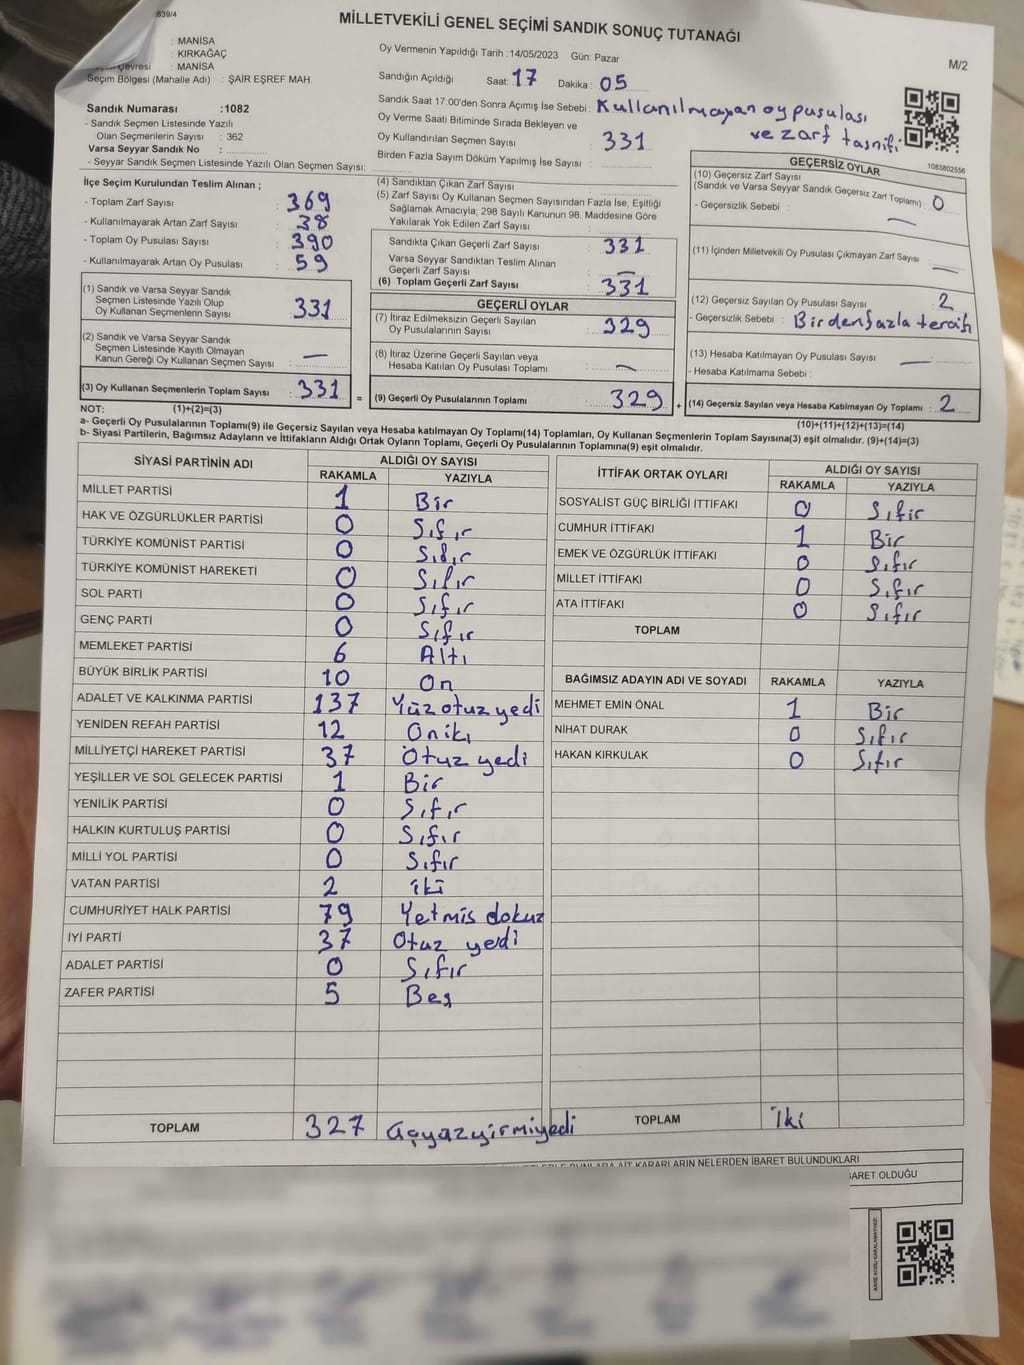 839/4
MİLLETVEKİLİ GENEL SEÇİMİ SANDIK SONUÇ TUTANAĞI
M/2
: MANİSA
: KIRKAĞAÇ
Çevresi : MANİSA
Seçim Bölgesi (Mahalle Adı) : ŞAİR EŞREF MAH.
Oy Vermenin Yapıldığı Tarih : 14/05/2023 Gün: Pazar
Sandığın Açıldığı Saat: 17 Dakika : 05
Sandık Saat 17:00'den Sonra Açımış İse Sebebi : Kullanılmayan oy pusulası
ve zarf tasnifi
Sandık Numarası :1082
- Sandık Seçmen Listesinde Yazılı
Olan Seçmenlerin Sayısı : 362
Varsa Seyyar Sandık No :
- Seyyar Sandık Seçmen Listesinde Yazılı Olan Seçmen Sayısı:
Oy Verme Saati Bitiminde Sırada Bekleyen ve
Oy Kullandırılan Seçmen Sayısı : 331
Birden Fazla Sayım Döküm Yapılmış İse Sayısı :
1083802556
İlçe Seçim Kurulundan Teslim Alınan ;
- Toplam Zarf Sayısı : 369
- Kullanılmayarak Artan Zarf Sayısı : 38
- Toplam Oy Pusulası Sayısı : 390
- Kullanılmayarak Artan Oy Pusulası : 59
(1) Sandık ve Varsa Seyyar Sandık
Seçmen Listesinde Yazılı Olup
Oy Kullanan Seçmenlerin Sayısı : 331
(2) Sandık ve Varsa Seyyar Sandık
Seçmen Listesinde Kayıtlı Olmayan
Kanun Gereği Oy Kullanan Seçmen Sayısı : —
(3) Oy Kullanan Seçmenlerin Toplam Sayısı : 331 =
(4) Sandıktan Çıkan Zarf Sayısı :
(5) Zarf Sayısı Oy Kullanan Seçmen Sayısından Fazla İse, Eşitliği
Sağlamak Amacıyla; 298 Sayılı Kanunun 98. Maddesine Göre
Yakılarak Yok Edilen Zarf Sayısı :
Sandıkta Çıkan Geçerli Zarf Sayısı : 331
Varsa Seyyar Sandıktan Teslim Alınan
Geçerli Zarf Sayısı : —
(6) Toplam Geçerli Zarf Sayısı : 331
GEÇERLİ OYLAR
(7) İtiraz Edilmeksizin Geçerli Sayılan
Oy Pusulalarının Sayısı : 329
(8) İtiraz Üzerine Geçerli Sayılan veya
Hesaba Katılan Oy Pusulası Toplamı : —
(9) Geçerli Oy Pusulalarının Toplamı : 329 +
GEÇERSİZ OYLAR
(10) Geçersiz Zarf Sayısı
(Sandık ve Varsa Seyyar Sandık Geçersiz Zarf Toplamı) : 0
- Geçersizlik Sebebi : —
(11) İçinden Milletvekili Oy Pusulası Çıkmayan Zarf Sayısı : —
(12) Geçersiz Sayılan Oy Pusulası Sayısı : 2
- Geçersizlik Sebebi : Birden fazla tercih
(13) Hesaba Katılmayan Oy Pusulası Sayısı : —
- Hesaba Katılmama Sebebi :
(14) Geçersiz Sayılan veya Hesaba Katılmayan Oy Toplamı : 2
NOT: (1)+(2)=(3)
(10)+(11)+(12)+(13)=(14)
a- Geçerli Oy Pusulalarının Toplamı(9) ile Geçersiz Sayılan veya Hesaba katılmayan Oy Toplamı(14) Toplamları, Oy Kullanan Seçmenlerin Toplam Sayısına(3) eşit olmalıdır. (9)+(14)=(3)
b- Siyasi Partilerin, Bağımsız Adayların ve İttifakların Aldığı Ortak Oyların Toplamı, Geçerli Oy Pusulalarının Toplamına(9) eşit olmalıdır.
SİYASİ PARTİNİN ADI ALDIĞI OY SAYISI
RAKAMLA YAZIYLA
MİLLET PARTİSİ 1 Bir
HAK VE ÖZGÜRLÜKLER PARTİSİ 0 Sıfır
TÜRKİYE KOMÜNİST PARTİSİ 0 Sıfır
TÜRKİYE KOMÜNİST HAREKETİ 0 Sıfır
SOL PARTİ 0 Sıfır
GENÇ PARTİ 0 Sıfır
MEMLEKET PARTİSİ 6 Altı
BÜYÜK BİRLİK PARTİSİ 10 On
ADALET VE KALKINMA PARTİSİ 137 Yüz otuz yedi
YENİDEN REFAH PARTİSİ 12 Oniki
MİLLİYETÇİ HAREKET PARTİSİ 37 Otuz yedi
YEŞİLLER VE SOL GELECEK PARTİSİ 1 Bir
YENİLİK PARTİSİ 0 Sıfır
HALKIN KURTULUŞ PARTİSİ 0 Sıfır
MİLLİ YOL PARTİSİ 0 Sıfır
VATAN PARTİSİ 2 iki
CUMHURİYET HALK PARTİSİ 79 Yetmis dokuz
İYİ PARTİ 37 Otuz yedi
ADALET PARTİSİ 0 Sıfır
ZAFER PARTİSİ 5 Beş
TOPLAM 327 üçyüzyirmiyedi
İTTİFAK ORTAK OYLARI ALDIĞI OY SAYISI
RAKAMLA YAZIYLA
SOSYALİST GÜÇ BİRLİĞİ İTTİFAKI 0 Sıfır
CUMHUR İTTİFAKI 1 Bir
EMEK VE ÖZGÜRLÜK İTTİFAKI 0 Sıfır
MİLLET İTTİFAKI 0 Sıfır
ATA İTTİFAKI 0 Sıfır
TOPLAM
BAĞIMSIZ ADAYIN ADI VE SOYADI RAKAMLA YAZIYLA
MEHMET EMİN ÖNAL 1 Bir
NİHAT DURAK 0 Sıfır
HAKAN KIRKULAK 0 Sıfır
TOPLAM iki
BUNLARA AİT KARARLARIN NELERDEN İBARET BULUNDUKLARI
BARET OLDUĞU
KARE KODU KARALAMAYINIZ!